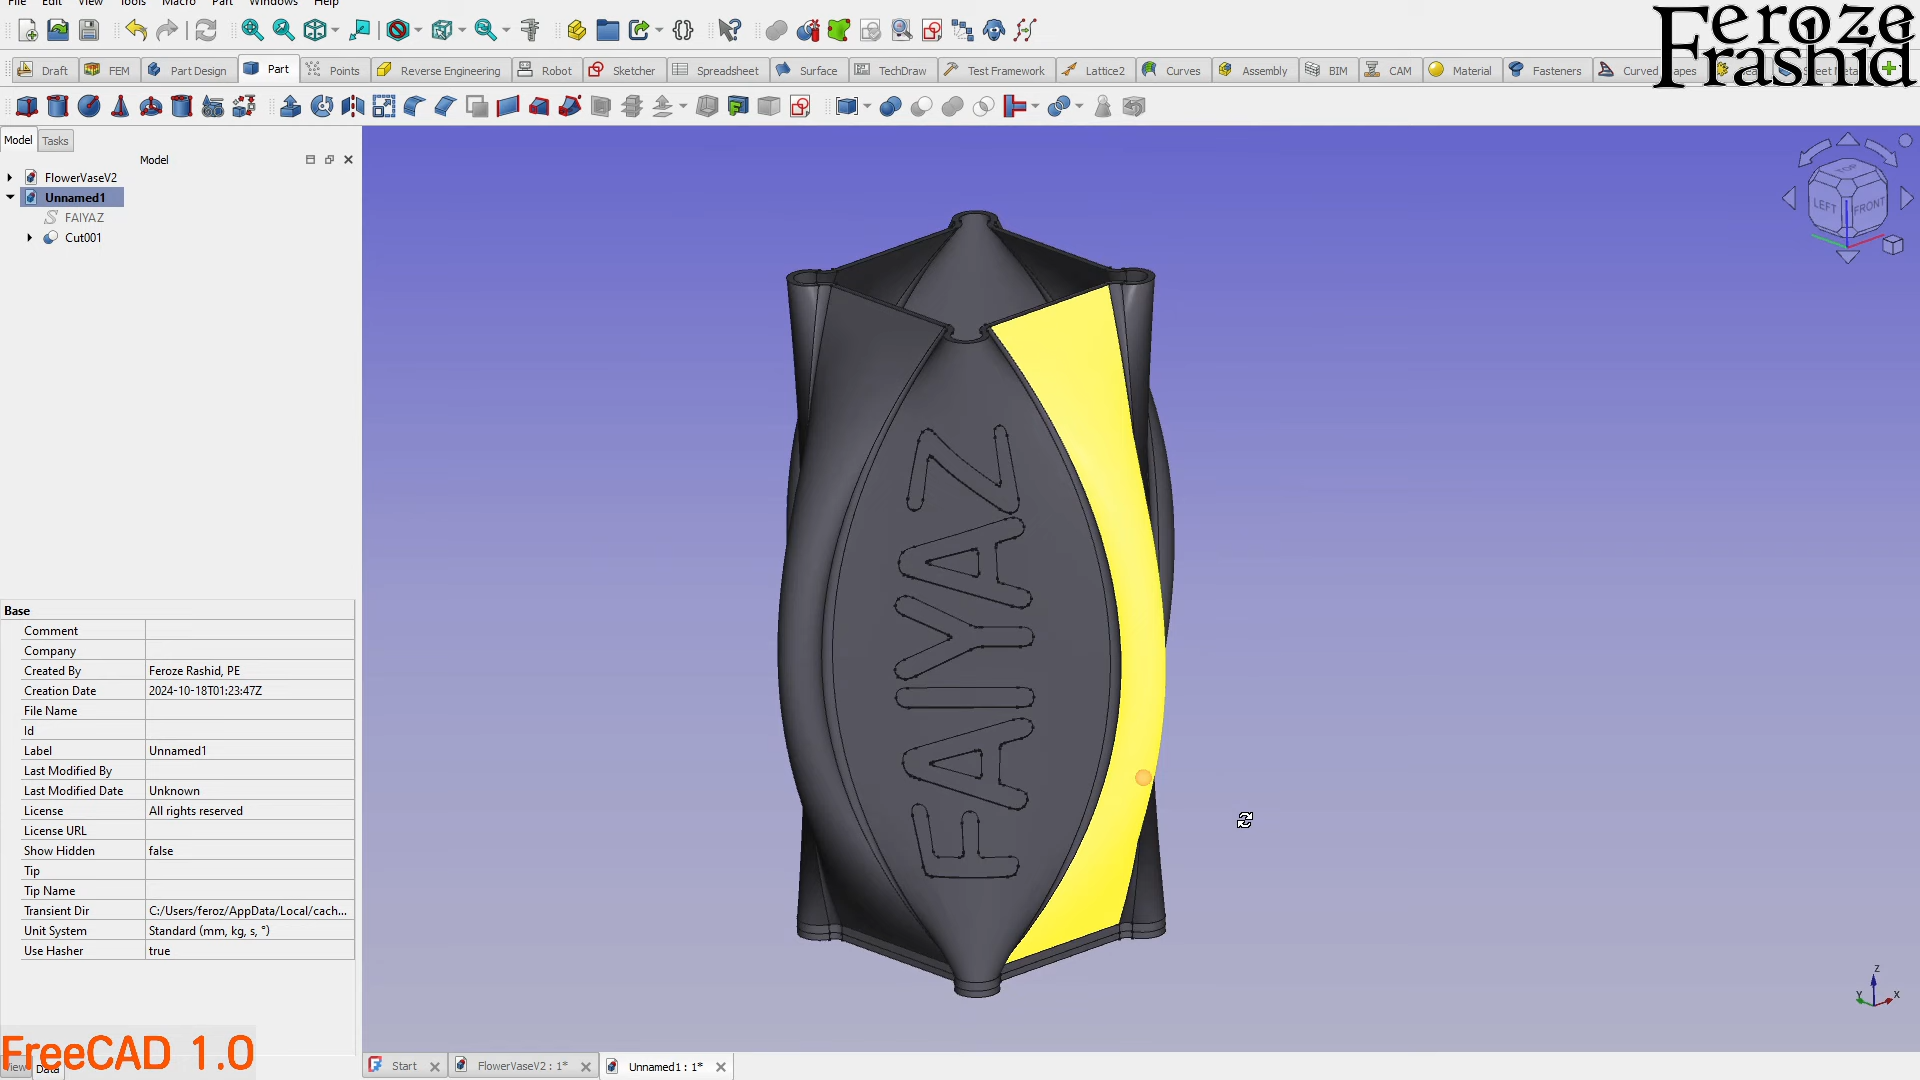 File Edit View Tools Macro Part Windows Help
Feroze
Frashid
Draft FEM Part Design Part Points Reverse Engineering Robot Sketcher Spreadsheet Surface TechDraw Test Framework Lattice2 Curves Assembly BIM CAM Material Fasteners
Model Tasks
Model
FlowerVaseV2
Unnamed1
FAIYAZ
Cut001
TOP
LEFT FRONT
FAIYAZ
Base
Comment
Company
Created By Feroze Rashid, PE
Creation Date 2024-10-18T01:23:47Z
File Name
Id
Label Unnamed1
Last Modified By
Last Modified Date Unknown
License All rights reserved
License URL
Show Hidden false
Tip
Tip Name
Transient Dir C:/Users/feroz/AppData/Local/cach...
Unit System Standard (mm, kg, s, °)
Use Hasher true
Z
Y X
FreeCAD 1.0
View Data
Start FlowerVaseV2 : 1* Unnamed1 : 1*